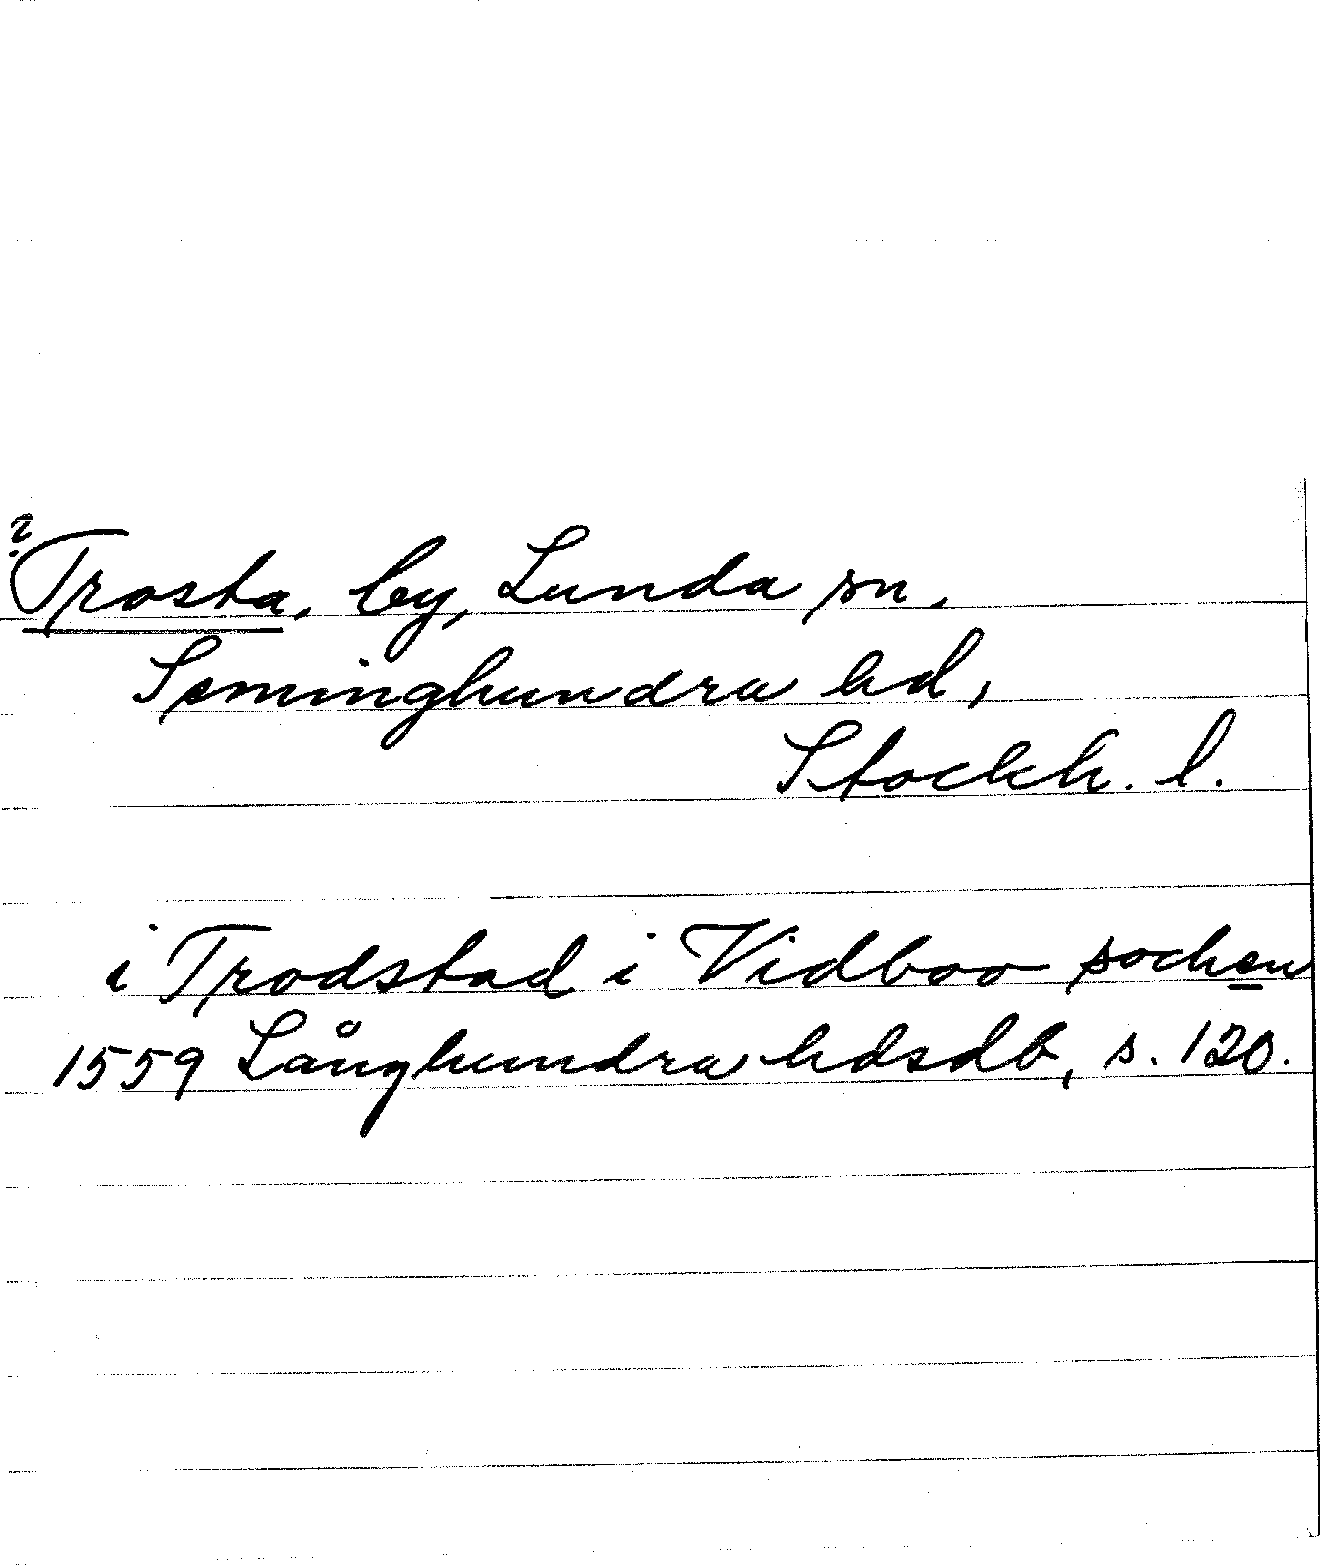 ?
Trosta, by, Lunda sn,
Seminghundra hd,
Stockh. l.
i Trodstad i Vidboo sochen
1559 Långhundra hdsdb, s. 120.